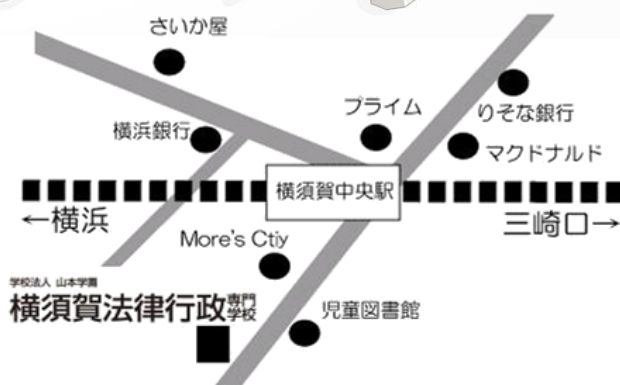 さいか屋
プライム
りそな銀行
横浜銀行
マクドナルド
横須賀中央駅
←横浜
三崎口→
More's Ctiy
学校法人 山本学園
横須賀法律行政専門学校
児童図書館